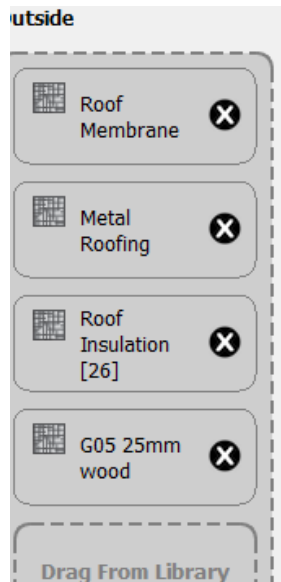 utside
Roof
Membrane
Metal
Roofing
Roof
Insulation
[26]
G05 25mm
wood
Drag From Library